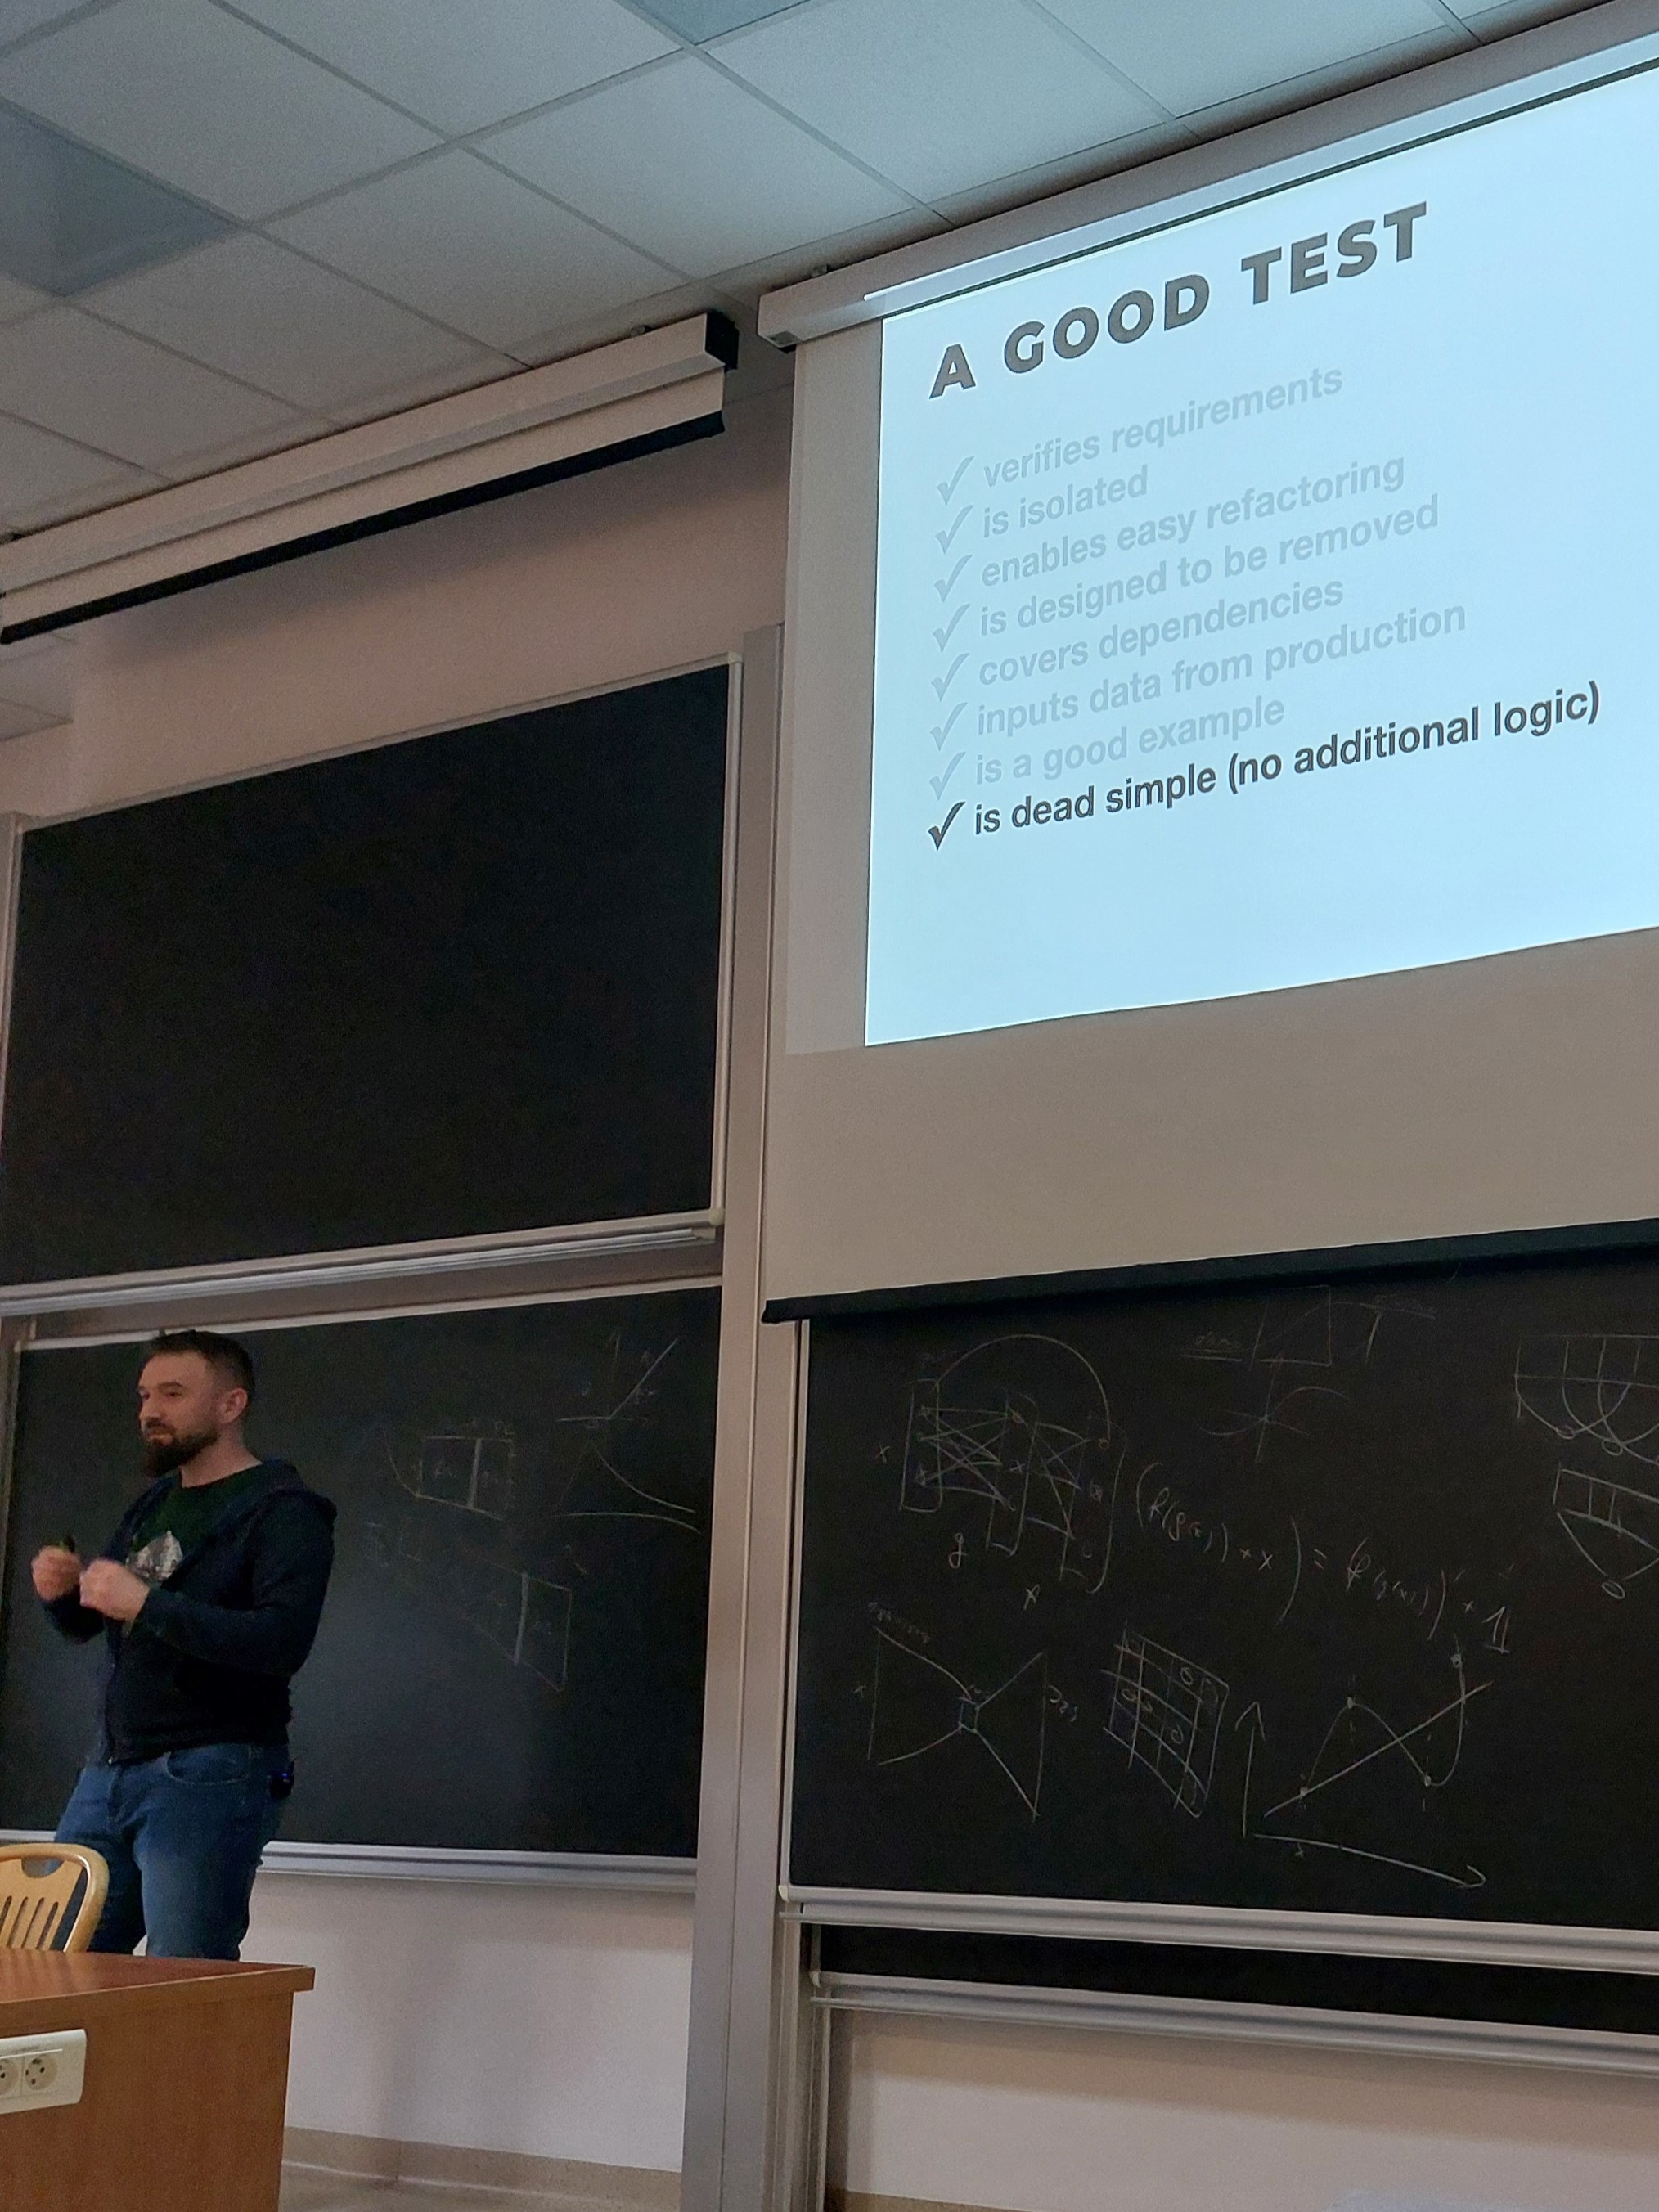 A GOOD TEST
✓ verifies requirements
✓ is isolated
✓ enables easy refactoring
✓ is designed to be removed
✓ covers dependencies
✓ inputs data from production
✓ is a good example
✓ is dead simple (no additional logic)